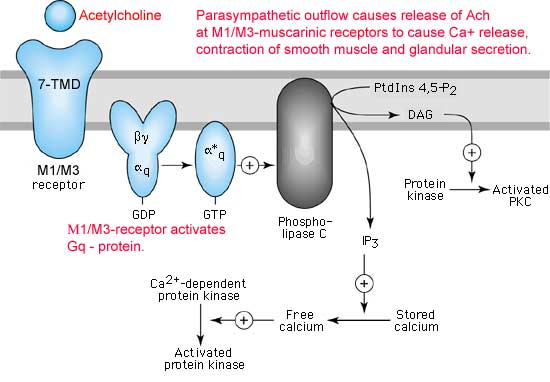 Acetylcholine
Parasympathetic outflow causes release of Ach
at M1/M3-muscarinic receptors to cause Ca+ release,
contraction of smooth muscle and glandular secretion.
7-TMD
M1/M3
receptor
βγ
αq
GDP
α*q
GTP
+
Phospho-
lipase C
PtdIns 4,5-P2
DAG
+
Protein
kinase
Activated
PKC
M1/M3-receptor activates
Gq - protein.
IP3
+
Stored
calcium
Free
calcium
+
Ca2+-dependent
protein kinase
Activated
protein kinase